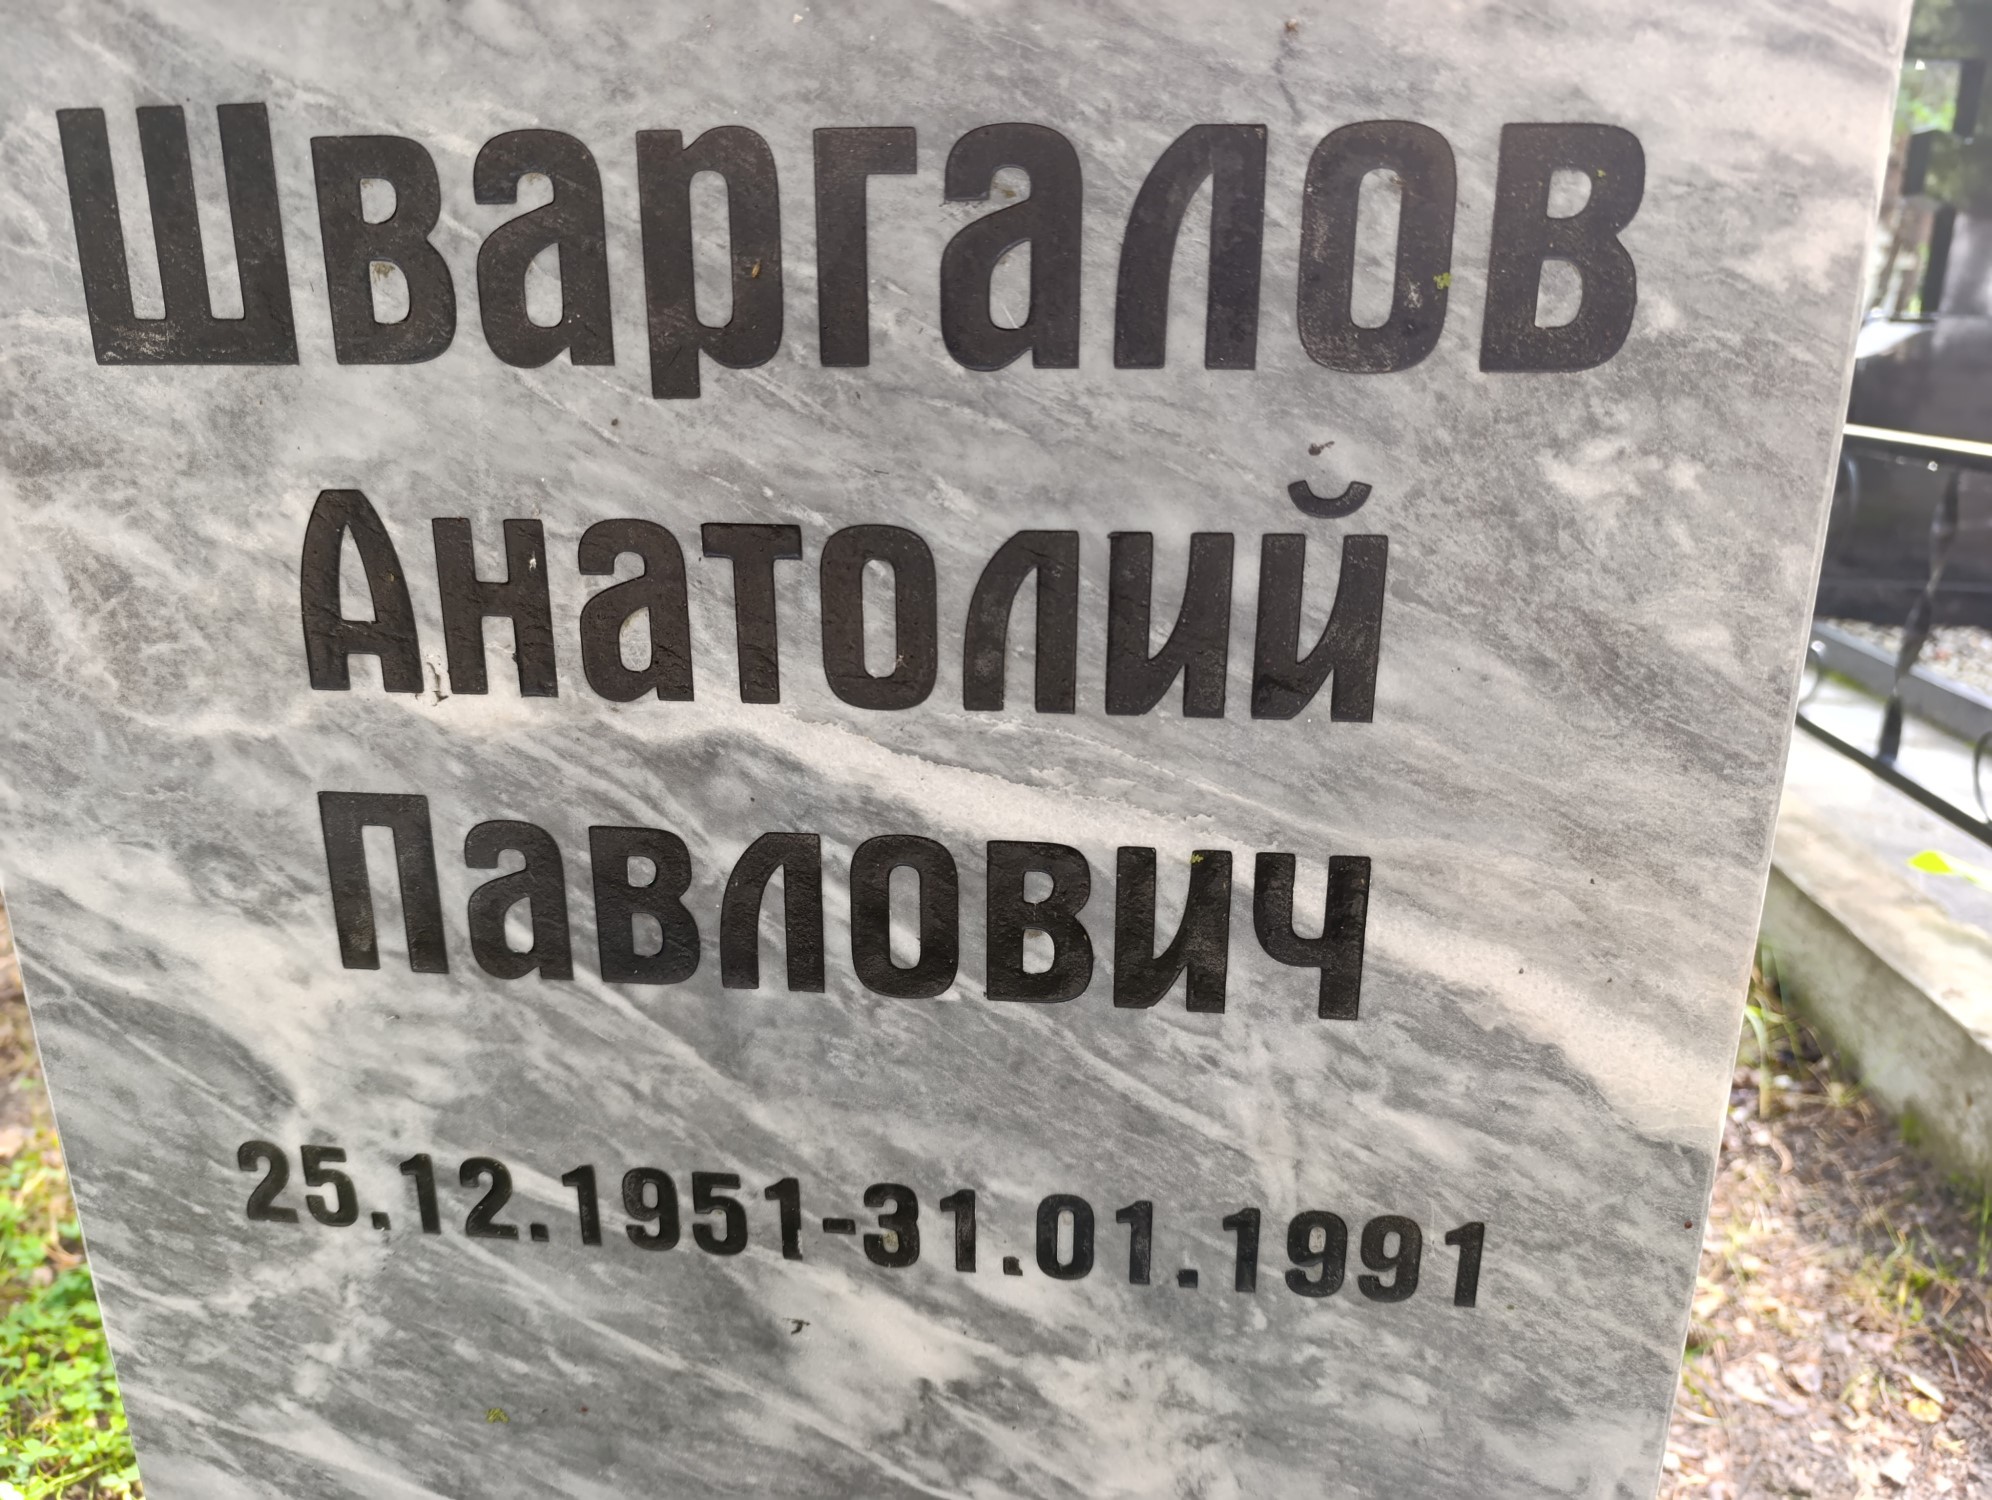 Шваргалов
Анатолий
Павлович
25.12.1951-31.01.1991